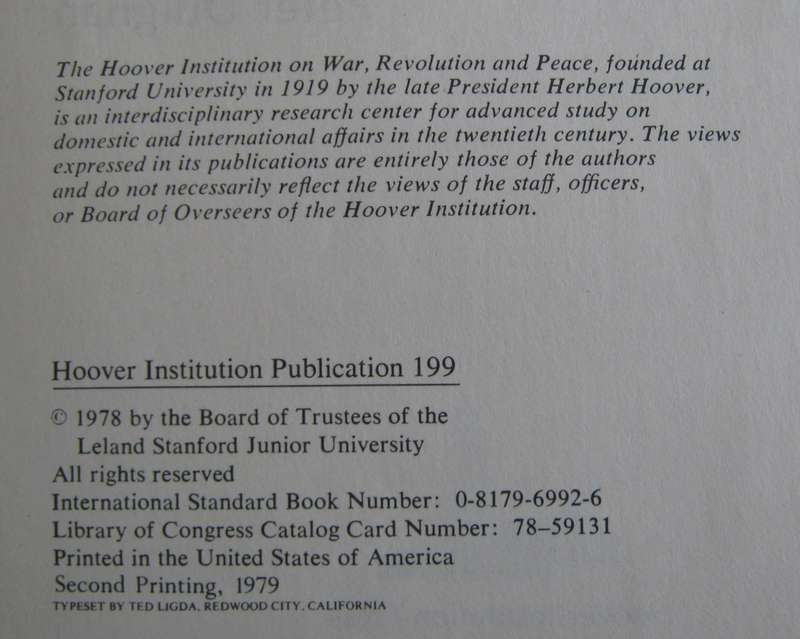 The Hoover Institution on War, Revolution and Peace, founded at
Stanford University in 1919 by the late President Herbert Hoover,
is an interdisciplinary research center for advanced study on
domestic and international affairs in the twentieth century. The views
expressed in its publications are entirely those of the authors
and do not necessarily reflect the views of the staff, officers,
or Board of Overseers of the Hoover Institution.
Hoover Institution Publication 199
© 1978 by the Board of Trustees of the
Leland Stanford Junior University
All rights reserved
International Standard Book Number: 0-8179-6992-6
Library of Congress Catalog Card Number: 78–59131
Printed in the United States of America
Second Printing, 1979
TYPESET BY TED LIGDA, REDWOOD CITY, CALIFORNIA